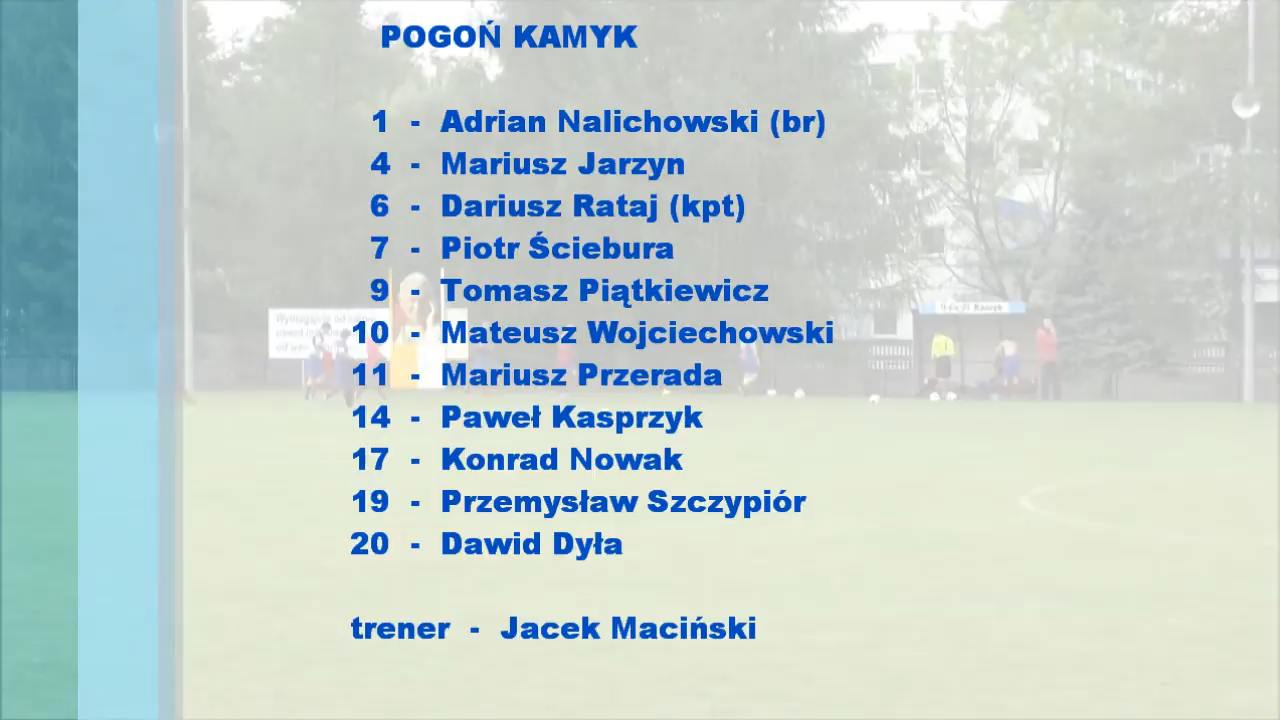 POGOŃ KAMYK
1 - Adrian Nalichowski (br)
4 - Mariusz Jarzyn
6 - Dariusz Rataj (kpt)
7 - Piotr Ściebura
9 - Tomasz Piątkiewicz
10 - Mateusz Wojciechowski
11 - Mariusz Przerada
14 - Paweł Kasprzyk
17 - Konrad Nowak
19 - Przemysław Szczypiór
20 - Dawid Dyła
trener - Jacek Maciński